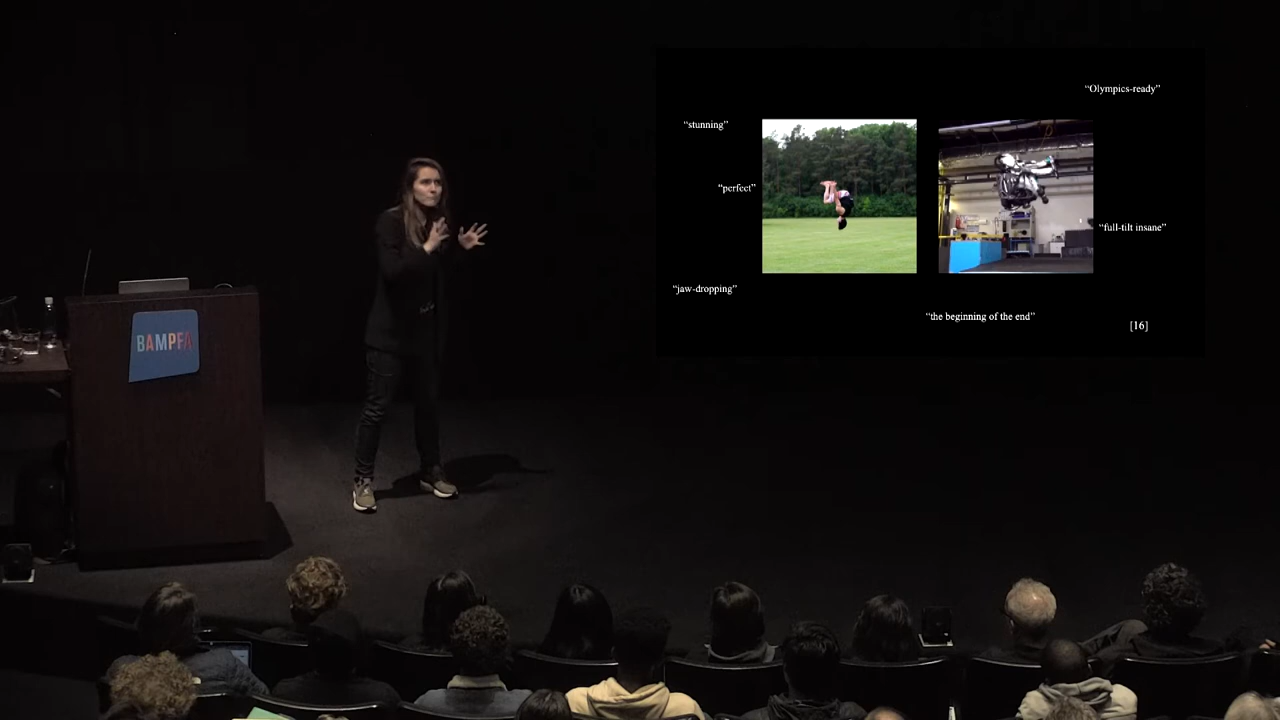 “Olympics-ready”
“stunning”
“perfect”
“full-tilt insane”
“jaw-dropping”
“the beginning of the end”
[16]
BAMPFA